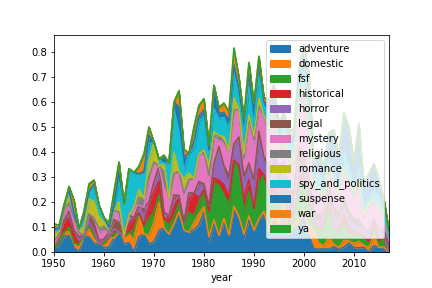 0.8
0.7
0.6
0.5
0.4
0.3
0.2
0.1
0.0
1950 1960 1970 1980 1990 2000 2010
year
adventure
domestic
fsf
historical
horror
legal
mystery
religious
romance
spy_and_politics
suspense
war
ya